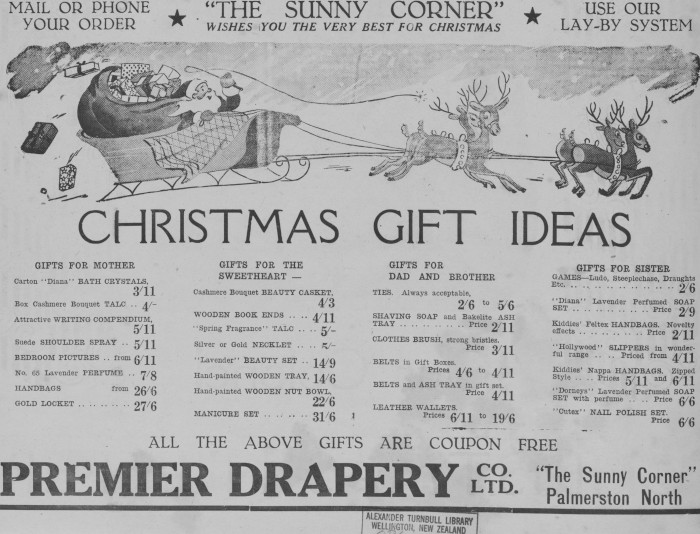 MAIL OR PHONE
YOUR ORDER
★ "THE SUNNY CORNER" ★
WISHES YOU THE VERY BEST FOR CHRISTMAS
USE OUR
LAY-BY SYSTEM
CHRISTMAS GIFT IDEAS
GIFTS FOR MOTHER
Carton "Diana" BATH CRYSTALS,
3/11
Box Cashmere Bouquet TALC .. 4/-
Attractive WRITING COMPENDIUM,
5/11
Suede SHOULDER SPRAY .. 5/11
BEDROOM PICTURES .. from 6/11
No. 66 Lavender PERFUME .. 7/8
HANDBAGS from 26/6
GOLD LOCKET .. .. .. 27/6
GIFTS FOR THE
SWEETHEART —
Cashmere Bouquet BEAUTY CASKET,
4/3
WOODEN BOOK ENDS .. .. 4/11
"Spring Fragrance" TALC .. .. 5/-
Silver or Gold NECKLET .. .. 5/-
"Lavender" BEAUTY SET .. 14/9
Hand-painted WOODEN TRAY, 14/6
Hand-painted WOODEN NUT BOWL,
22/6
MANICURE SET .. .. .. 31/6
GIFTS FOR
DAD AND BROTHER
TIES. Always acceptable,
2/6 to 5/6
SHAVING SOAP and Bakelite ASH
TRAY .. .. .. .. Price 2/11
CLOTHES BRUSH, strong bristles.
Price 3/11
BELTS in Gift Boxes.
Prices 4/6 to 4/11
BELTS and ASH TRAY in gift set.
Price 4/11
LEATHER WALLETS.
Prices 6/11 to 19/6
GIFTS FOR SISTER
GAMES—Ludo, Steeplechase, Draughts
Etc. .. .. .. .. .. 2/6
"Diana" Lavender Perfumed SOAP
SET .. .. .. .. .. Price 2/9
Kiddies' Feltex HANDBAGS. Novelty
effects .. .. .. .. Price 2/11
"Hollywood" SLIPPERS in wonder-
ful range .. .. Priced from 4/11
Kiddies' Nappa HANDBAGS. Zipped
Style .. .. Prices 5/11 and 6/11
"Dorneys" Lavender Perfumed SOAP
SET with perfume .. .. Price 6/6
"Cutex" NAIL POLISH SET.
Price 6/6
ALL THE ABOVE GIFTS ARE COUPON FREE
PREMIER DRAPERY CO. LTD.
"The Sunny Corner"
Palmerston North
ALEXANDER TURNBULL LIBRARY
WELLINGTON, NEW ZEALAND